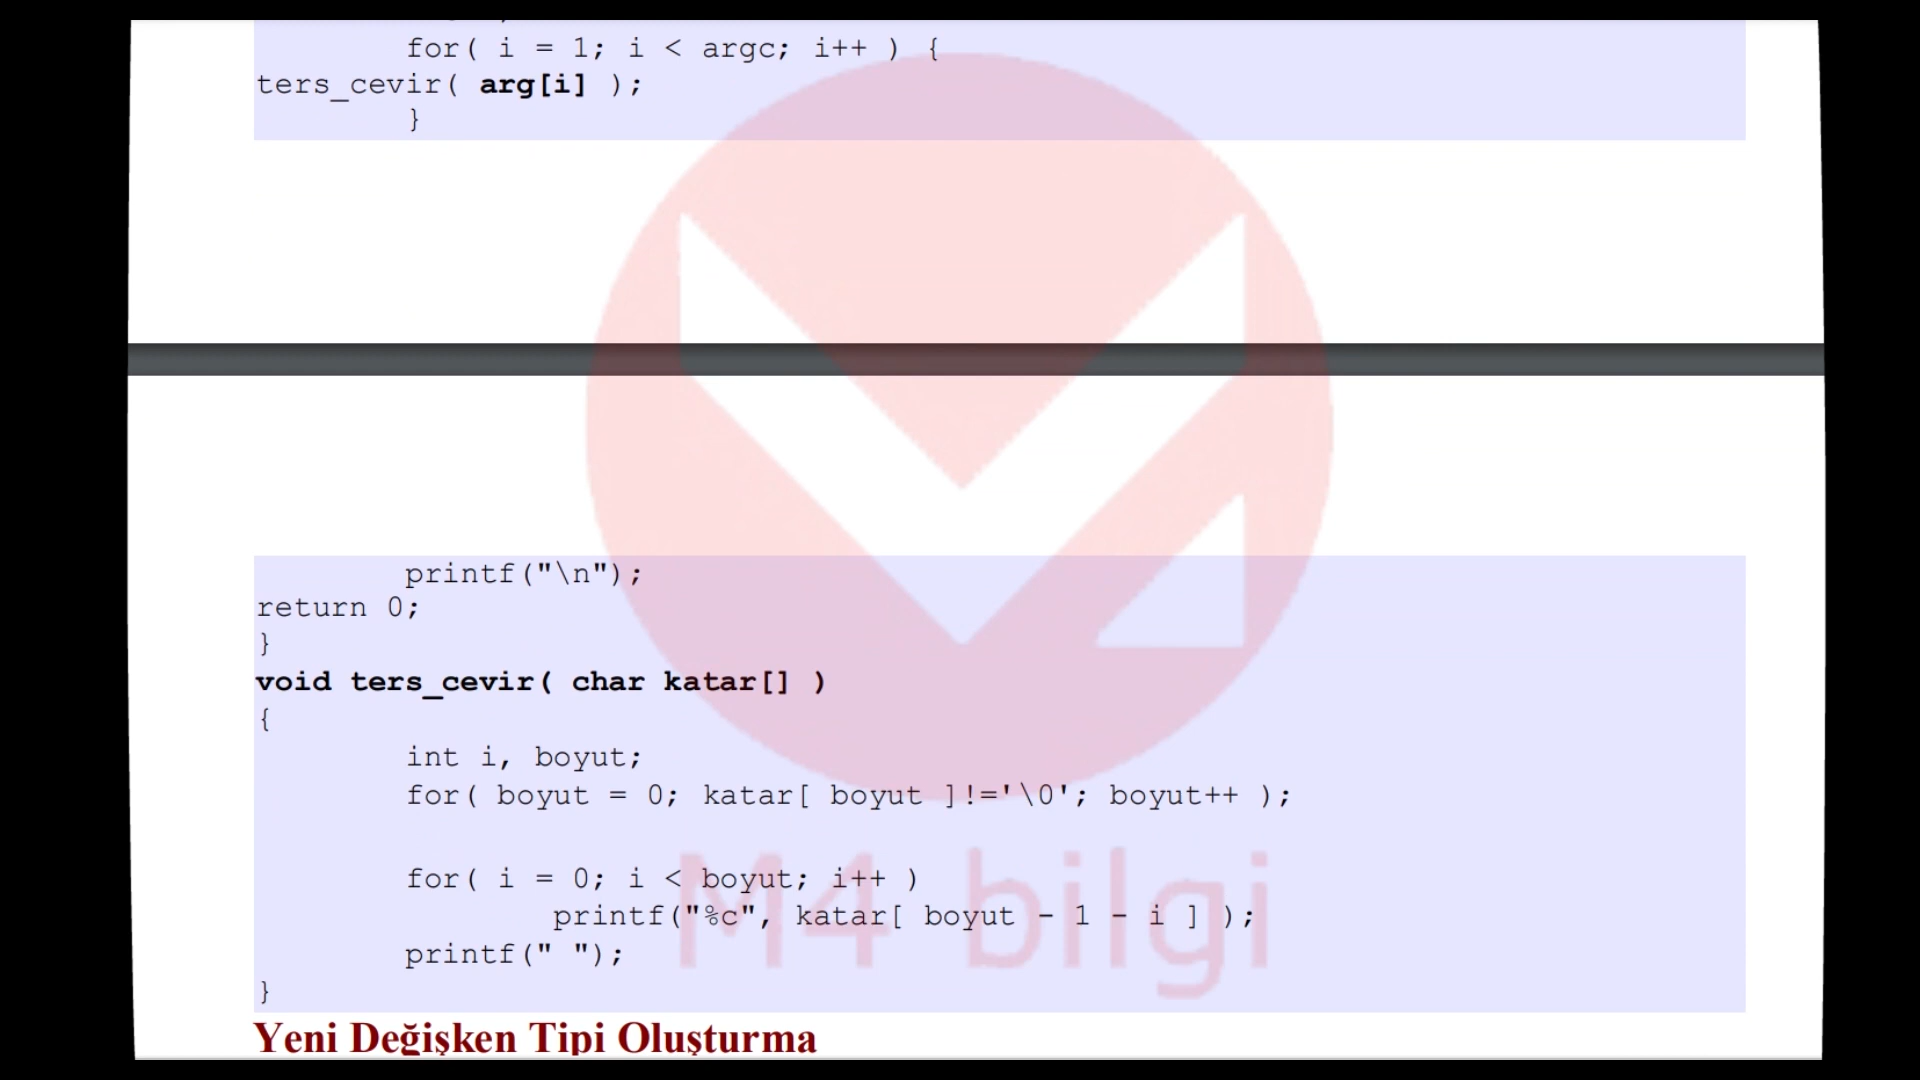 for( i = 1; i < argc; i++ ) {
ters_cevir( arg[i] );
}
printf("\n");
return 0;
}
void ters_cevir( char katar[] )
{
int i, boyut;
for( boyut = 0; katar[ boyut ]!='\0'; boyut++ );
for( i = 0; i < boyut; i++ )
printf("%c", katar[ boyut - 1 - i ] );
printf(" ");
}
M4 bilgi
Yeni Değişken Tipi Oluşturma